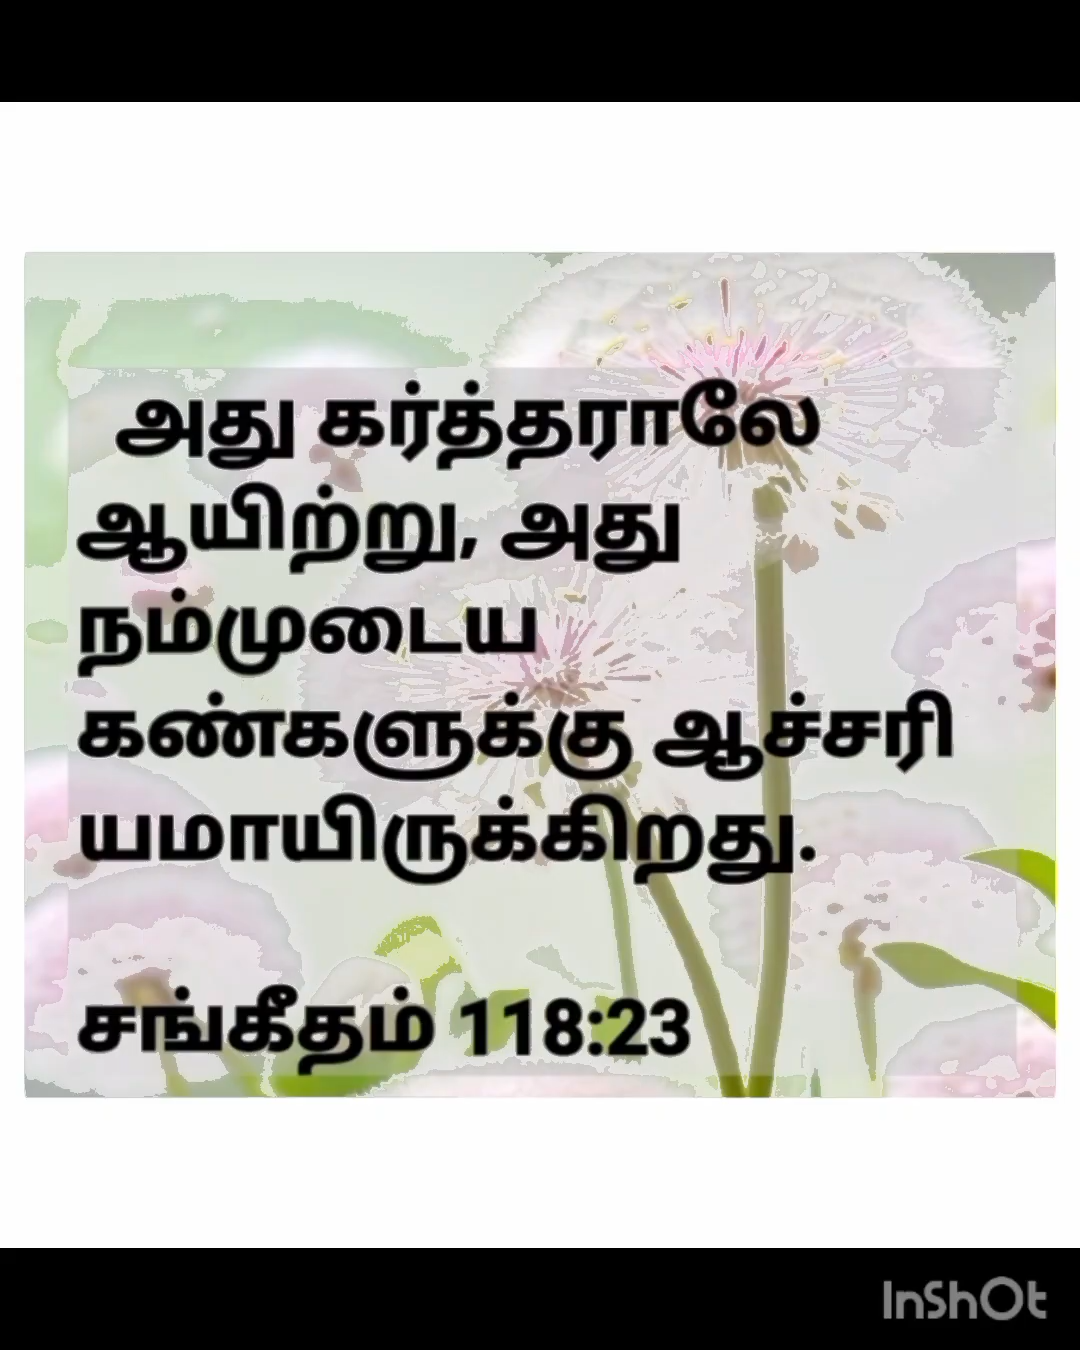 அது கர்த்தராலே
ஆயிற்று, அது
நம்முடைய
கண்களுக்கு ஆச்சரி
யமாயிருக்கிறது.
சங்கீதம் 118:23
InShOt